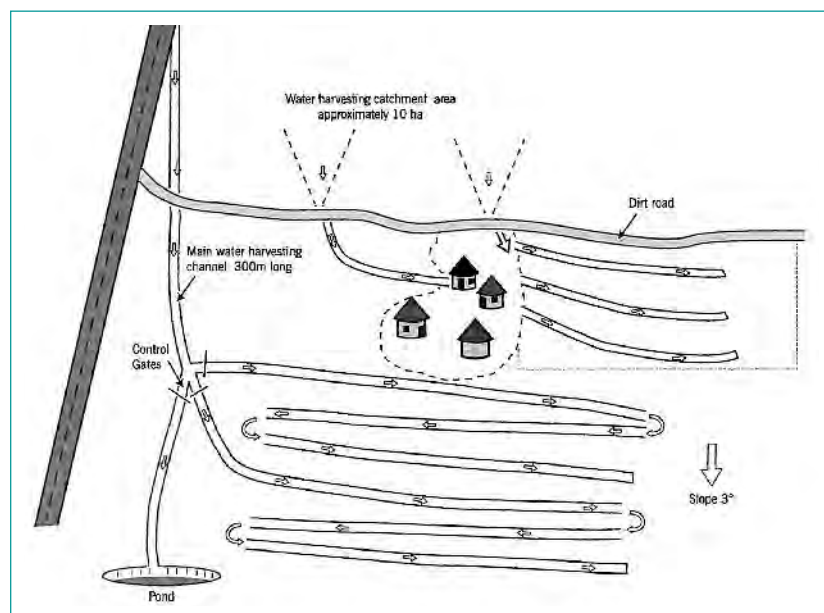 Water harvesting catchment area
approximately 10 ha
Dirt road
Main water harvesting
channel 300m long
Control
Gates
Slope 3°
Pond